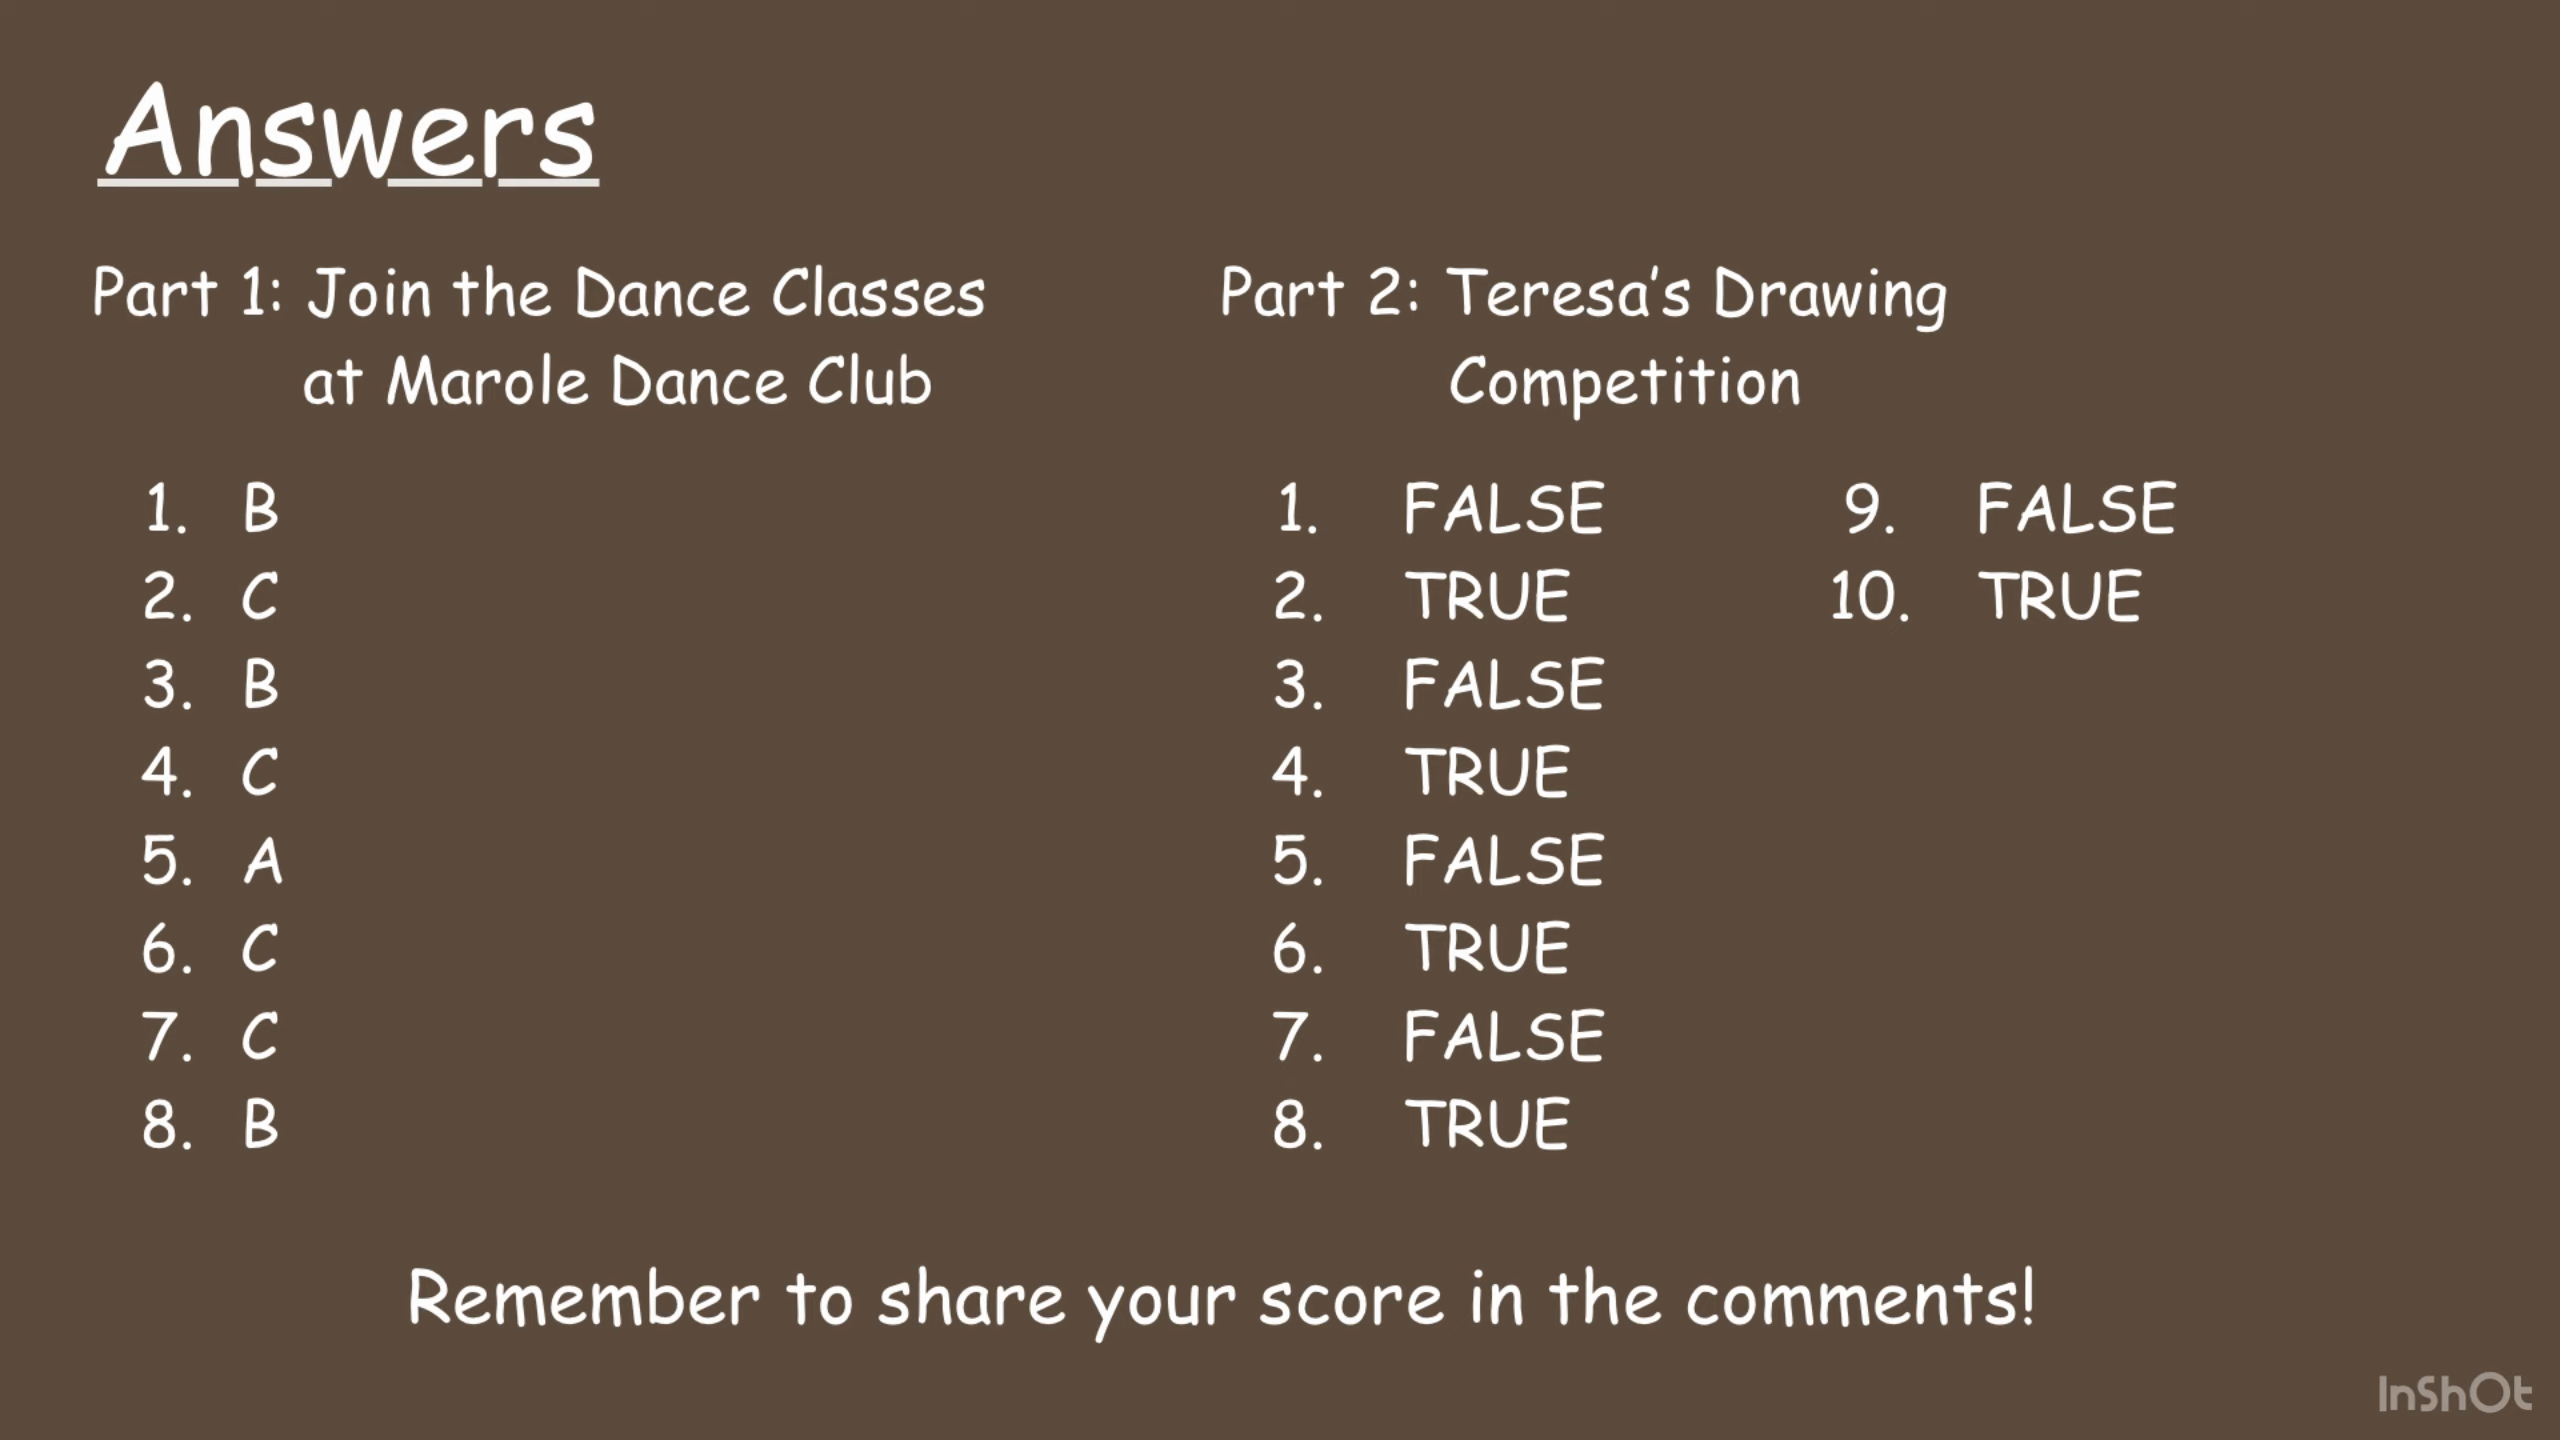 Answers
Part 1: Join the Dance Classes
at Marole Dance Club
1. B
2. C
3. B
4. C
5. A
6. C
7. C
8. B
Part 2: Teresa's Drawing
Competition
1. FALSE
2. TRUE
3. FALSE
4. TRUE
5. FALSE
6. TRUE
7. FALSE
8. TRUE
9. FALSE
10. TRUE
Remember to share your score in the comments!
InShOt